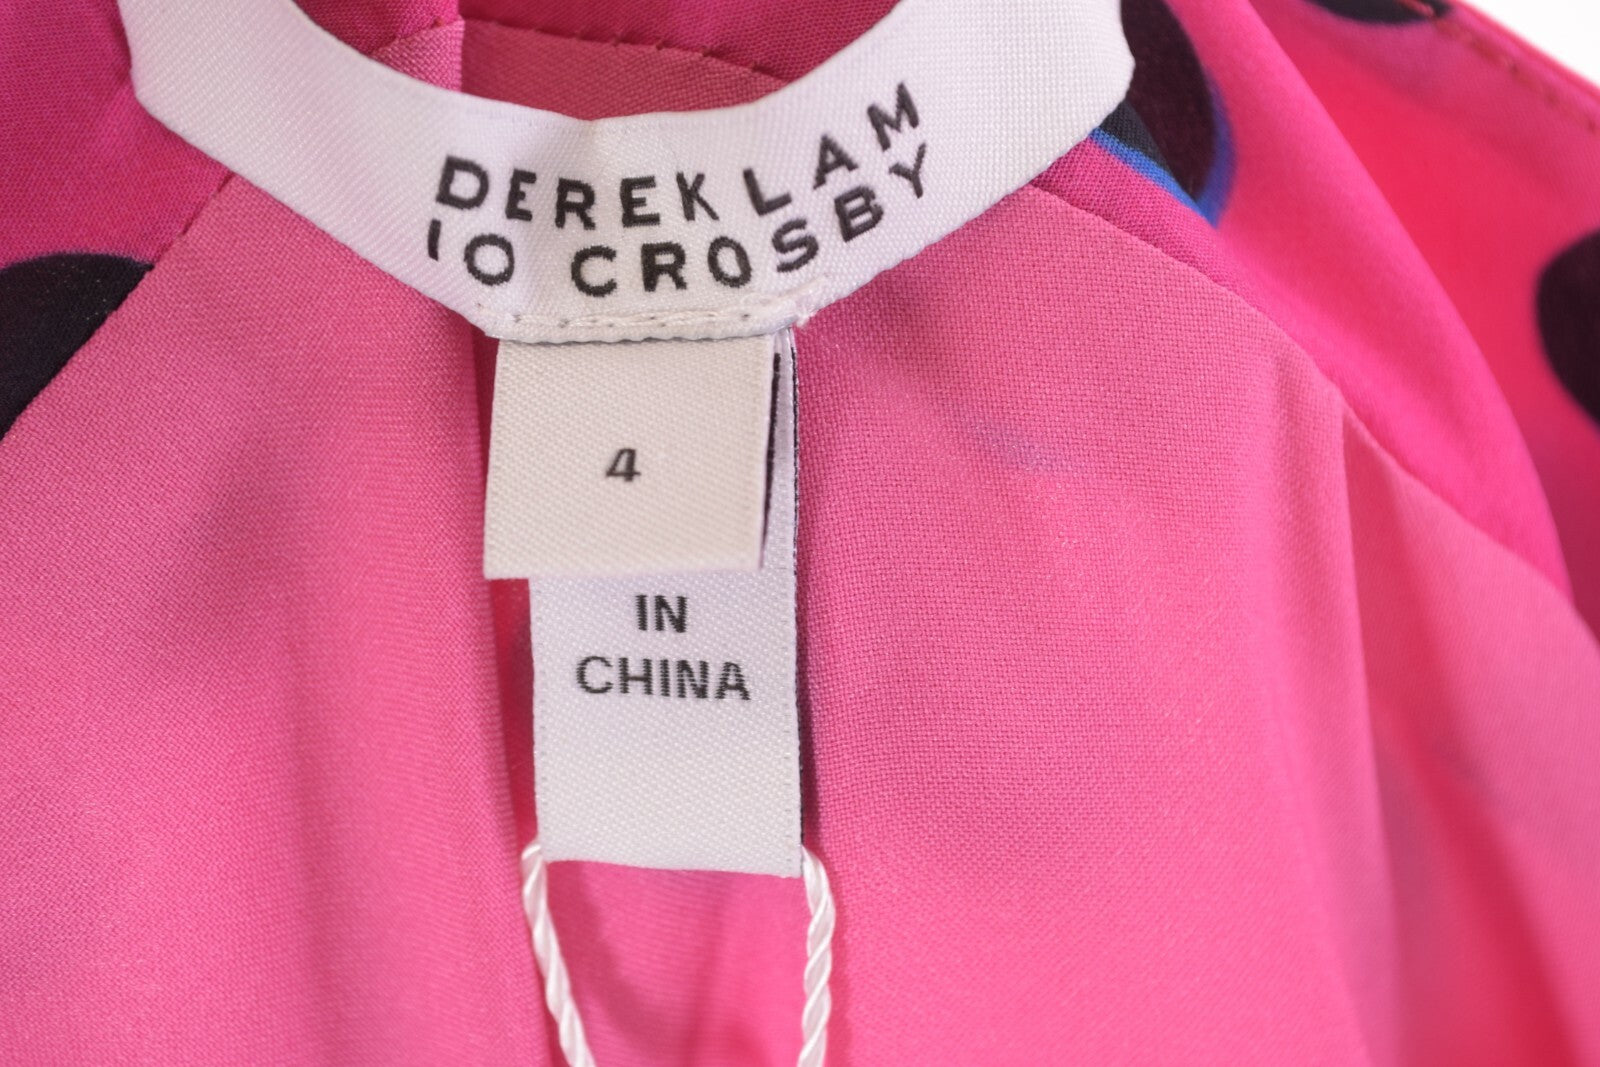 DEREK LAM
10 CROSBY
4
IN
CHINA